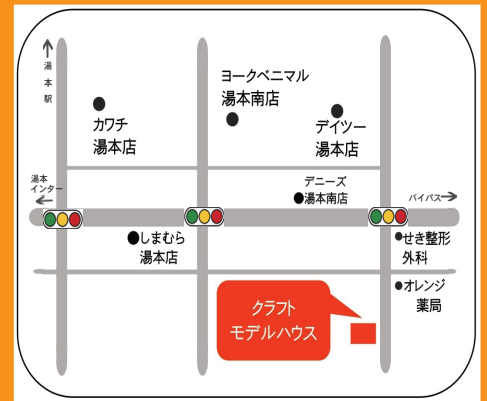 湯
本
駅
ヨークベニマル
湯本南店
カワチ
湯本店
デイツー
湯本店
湯本
インター
デニーズ
湯本南店
バイパス
しまむら
湯本店
せき整形
外科
オレンジ
薬局
クラフト
モデルハウス